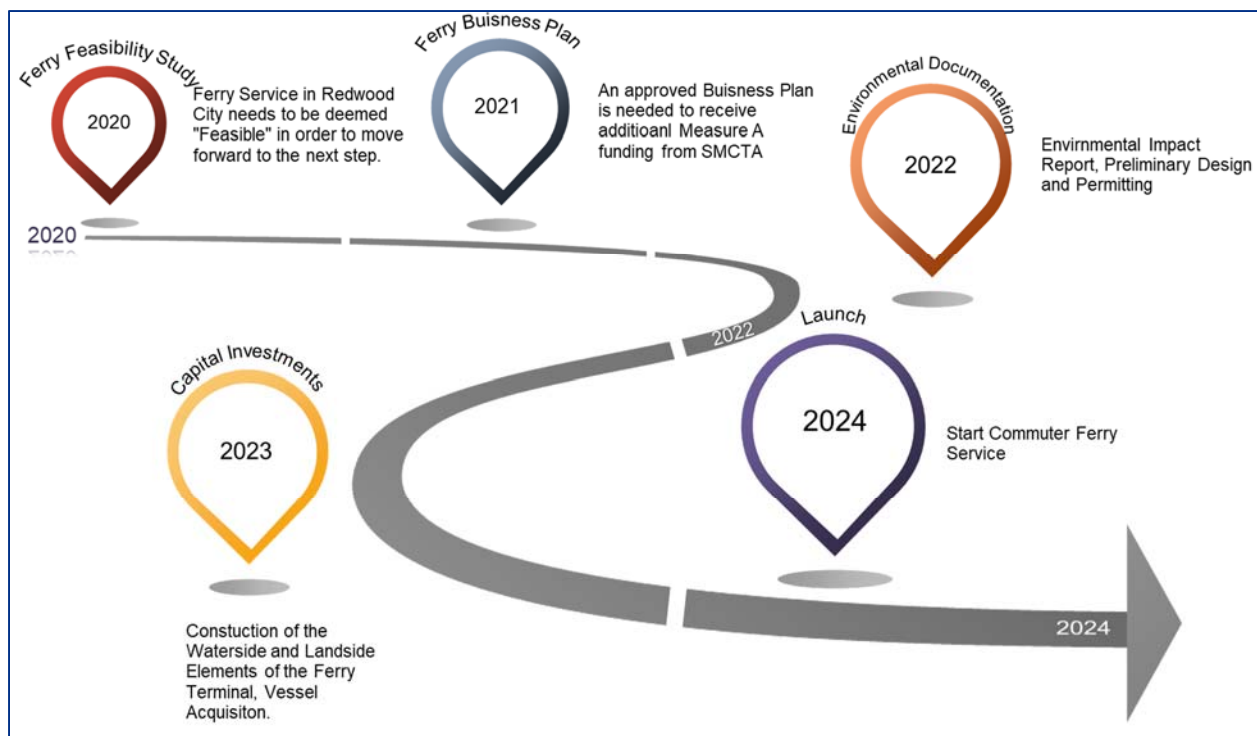 Ferry Feasibility Study
2020
Ferry Service in Redwood
City needs to be deemed
"Feasible" in order to move
forward to the next step.
Ferry Buisness Plan
2021
An approved Buisness Plan
is needed to receive
additioanl Measure A
funding from SMCTA
Environmental Documentation
2022
Envirnmental Impact
Report, Preliminary Design
and Permitting
2020
2022
Capital Investments
2023
Constuction of the
Waterside and Landside
Elements of the Ferry
Terminal, Vessel
Acquisiton.
Launch
2024
Start Commuter Ferry
Service
2024